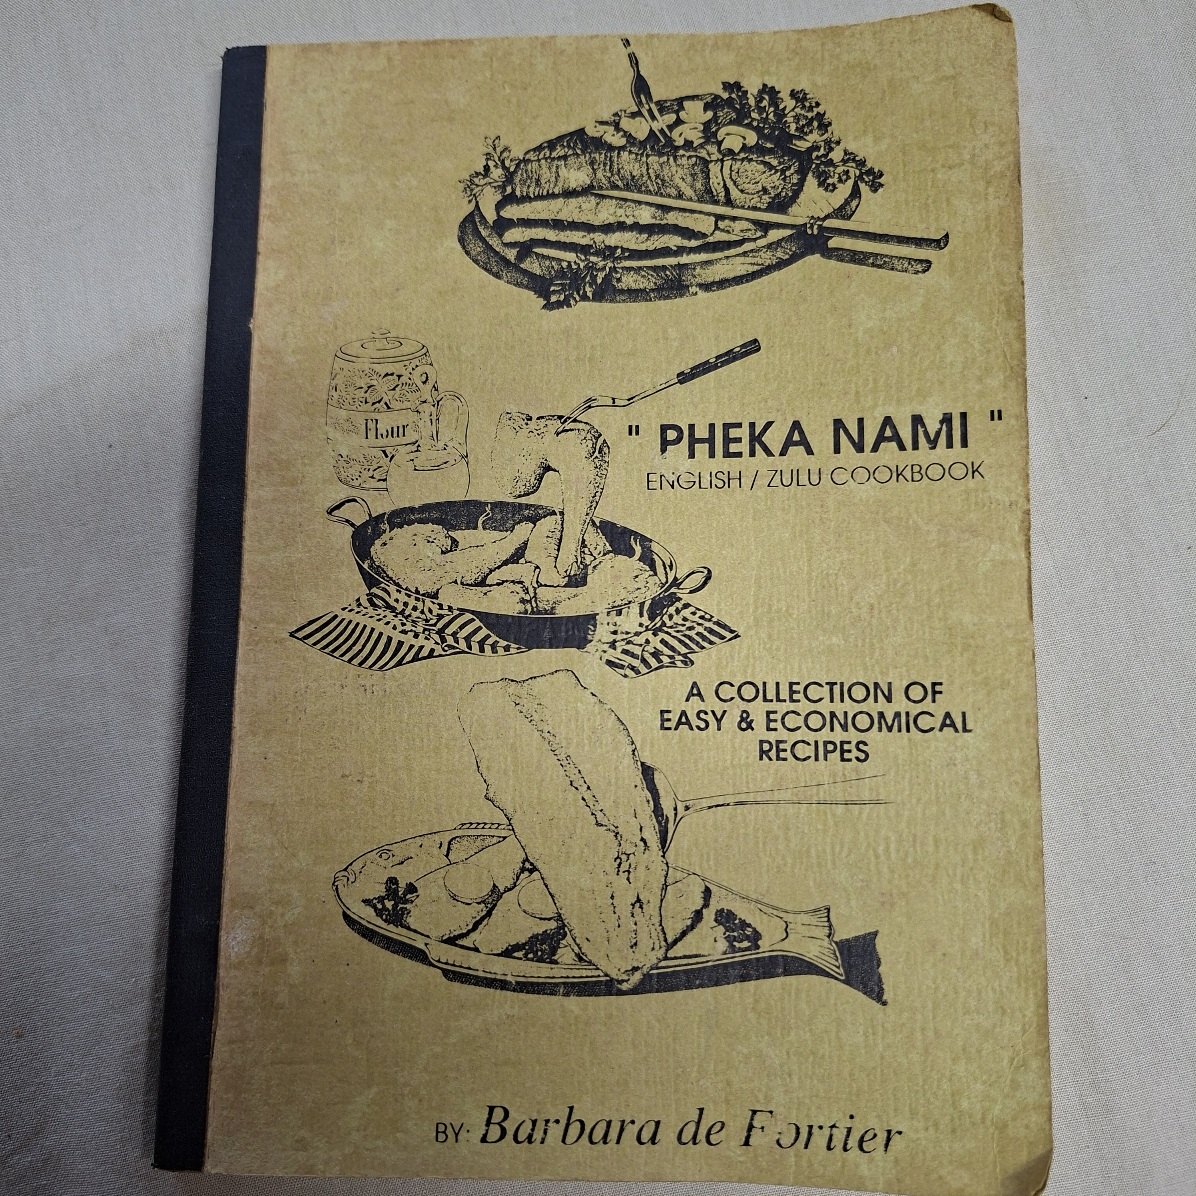 Flour
" PHEKA NAMI "
ENGLISH / ZULU COOKBOOK
A COLLECTION OF
EASY & ECONOMICAL
RECIPES
BY: Barbara de Fortier